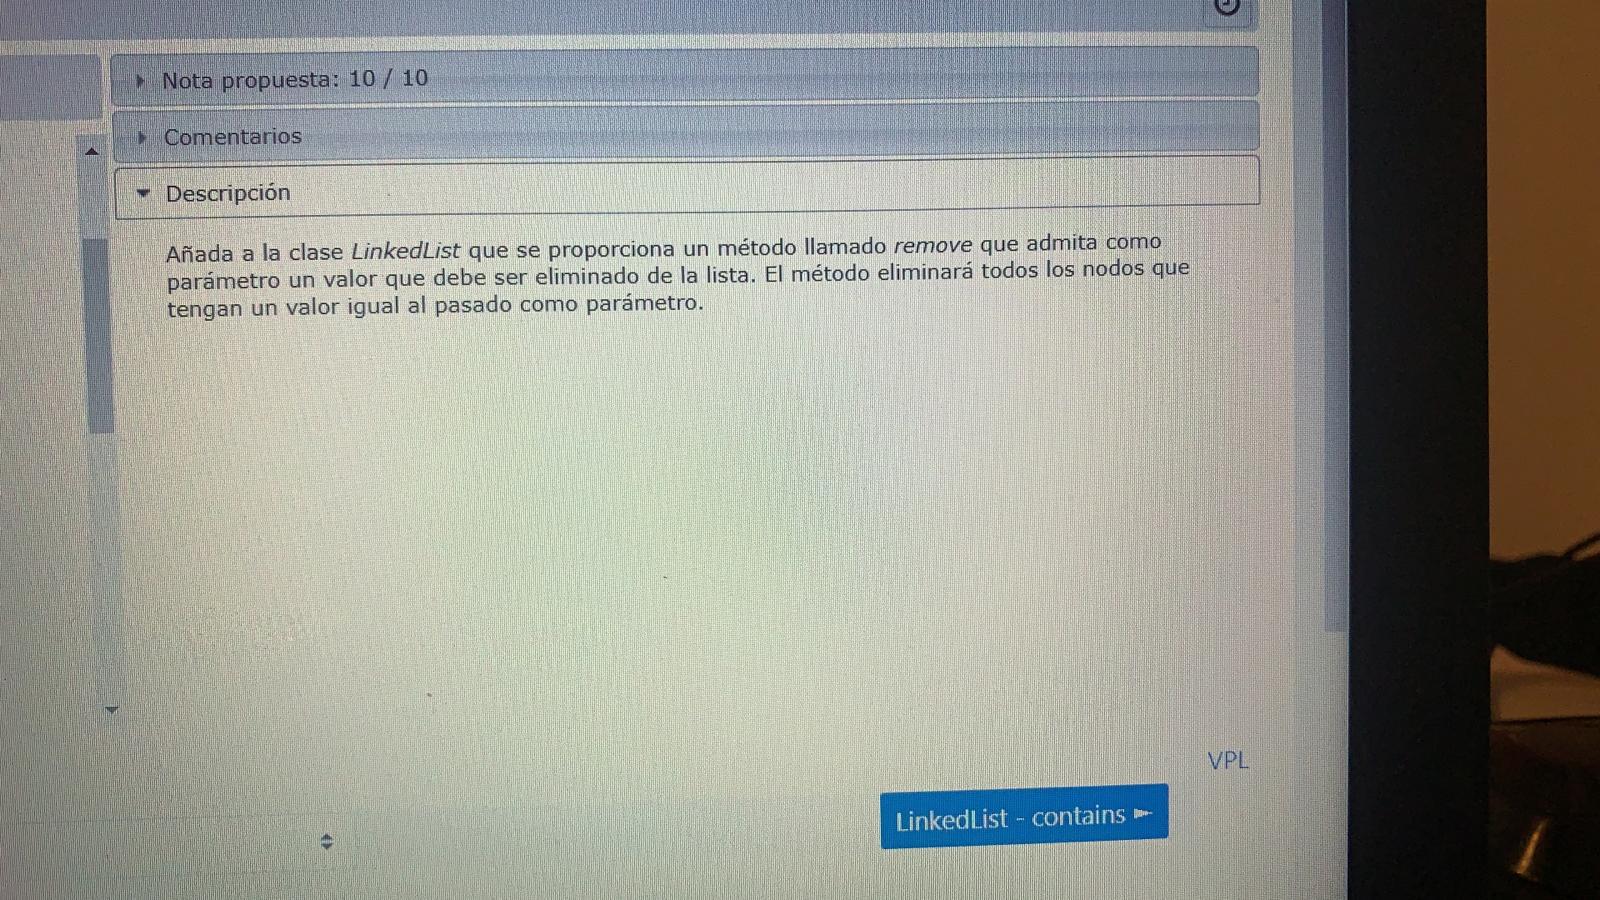 Nota propuesta: 10 / 10
Comentarios
Descripción
Añada a la clase LinkedList que se proporciona un método llamado remove que admita como
parámetro un valor que debe ser eliminado de la lista. El método eliminará todos los nodos que
tengan un valor igual al pasado como parámetro.
VPL
LinkedList - contains